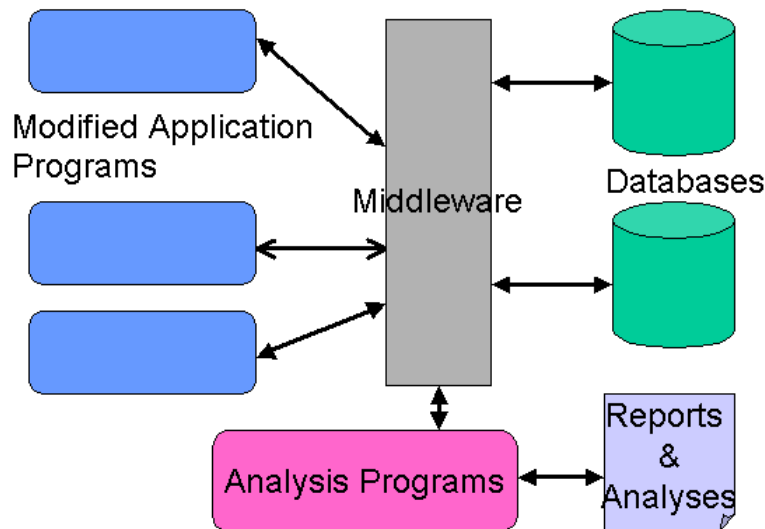 Modified Application
Programs
Middleware
Databases
Analysis Programs
Reports
&
Analyses